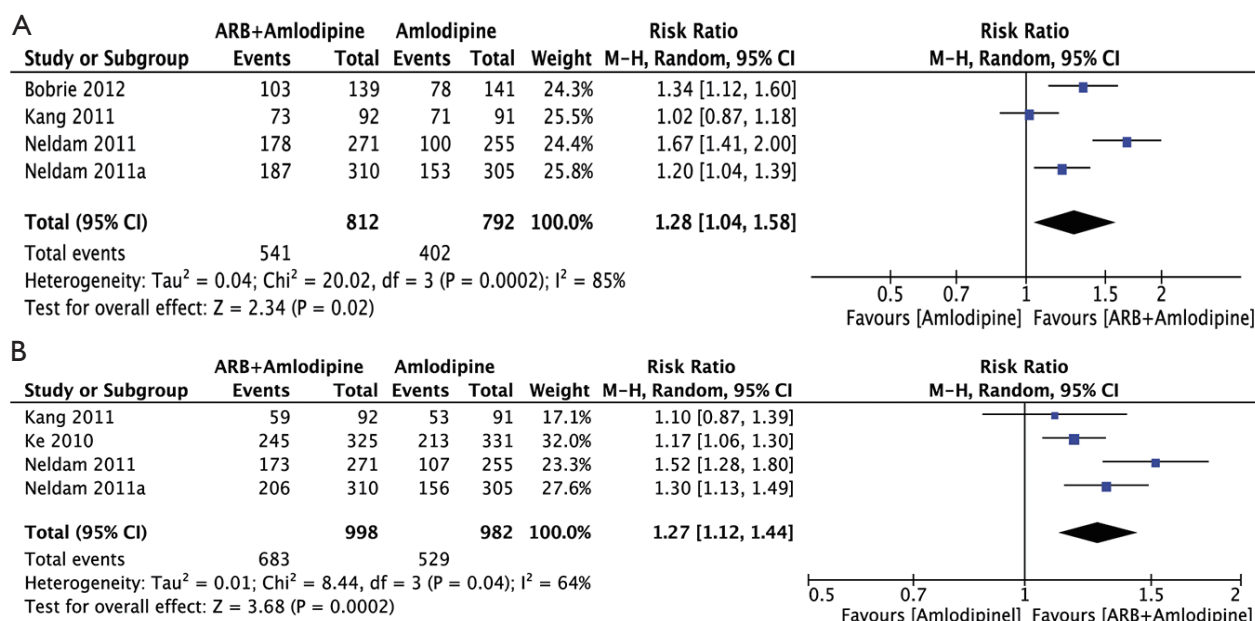 A
ARB+Amlodipine Amlodipine Risk Ratio Risk Ratio
Study or Subgroup Events Total Events Total Weight M-H, Random, 95% CI M-H, Random, 95% CI
Bobrie 2012 103 139 78 141 24.3% 1.34 [1.12, 1.60]
Kang 2011 73 92 71 91 25.5% 1.02 [0.87, 1.18]
Neldam 2011 178 271 100 255 24.4% 1.67 [1.41, 2.00]
Neldam 2011a 187 310 153 305 25.8% 1.20 [1.04, 1.39]
Total (95% CI) 812 792 100.0% 1.28 [1.04, 1.58]
Total events 541 402
Heterogeneity: Tau² = 0.04; Chi² = 20.02, df = 3 (P = 0.0002); I² = 85%
Test for overall effect: Z = 2.34 (P = 0.02)
0.5 0.7 1 1.5 2
Favours [Amlodipine] Favours [ARB+Amlodipine]
B
ARB+Amlodipine Amlodipine Risk Ratio Risk Ratio
Study or Subgroup Events Total Events Total Weight M-H, Random, 95% CI M-H, Random, 95% CI
Kang 2011 59 92 53 91 17.1% 1.10 [0.87, 1.39]
Ke 2010 245 325 213 331 32.0% 1.17 [1.06, 1.30]
Neldam 2011 173 271 107 255 23.3% 1.52 [1.28, 1.80]
Neldam 2011a 206 310 156 305 27.6% 1.30 [1.13, 1.49]
Total (95% CI) 998 982 100.0% 1.27 [1.12, 1.44]
Total events 683 529
Heterogeneity: Tau² = 0.01; Chi² = 8.44, df = 3 (P = 0.04); I² = 64%
Test for overall effect: Z = 3.68 (P = 0.0002)
0.5 0.7 1 1.5 2
Favours [Amlodipinel] Favours [ARB+Amlodipine]